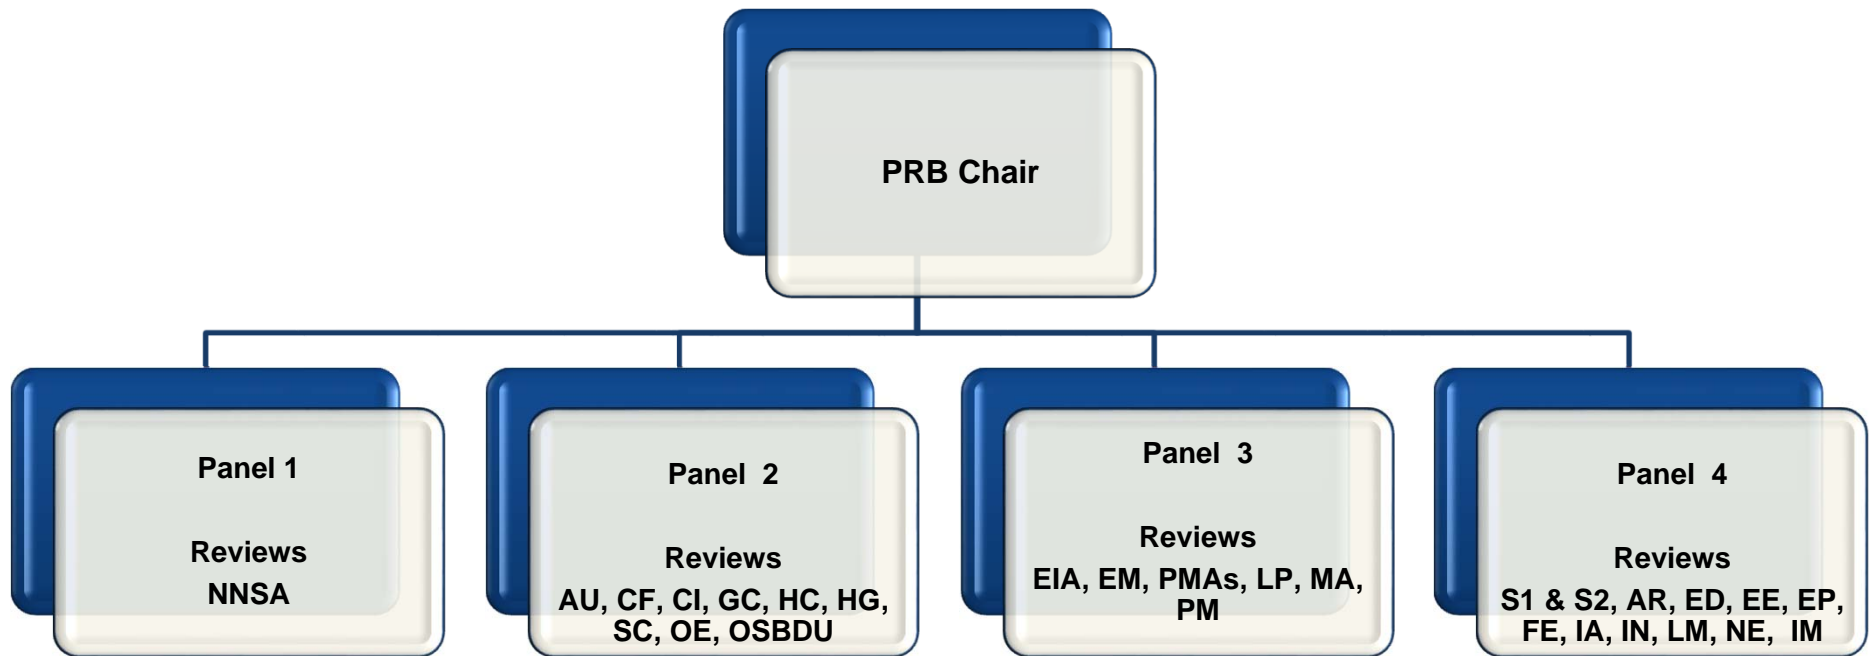 PRB Chair
Panel 1
Reviews
NNSA
Panel 2
Reviews
AU, CF, CI, GC, HC, HG,
SC, OE, OSBDU
Panel 3
Reviews
EIA, EM, PMAs, LP, MA,
PM
Panel 4
Reviews
S1 & S2, AR, ED, EE, EP,
FE, IA, IN, LM, NE, IM